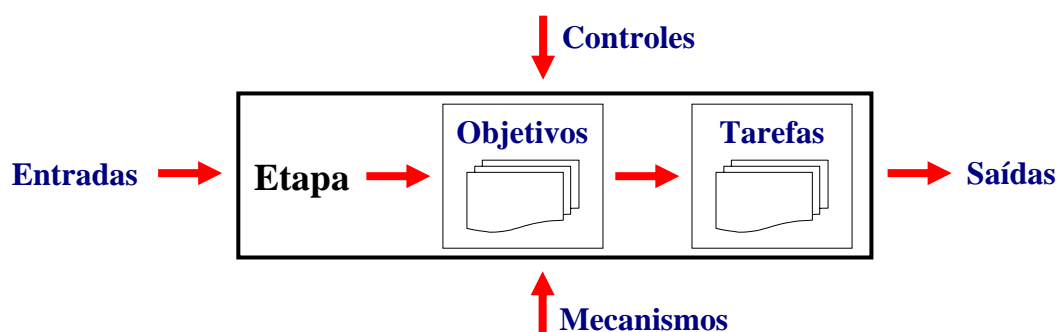 Controles
Objetivos
Tarefas
Entradas
Etapa
Saídas
Mecanismos